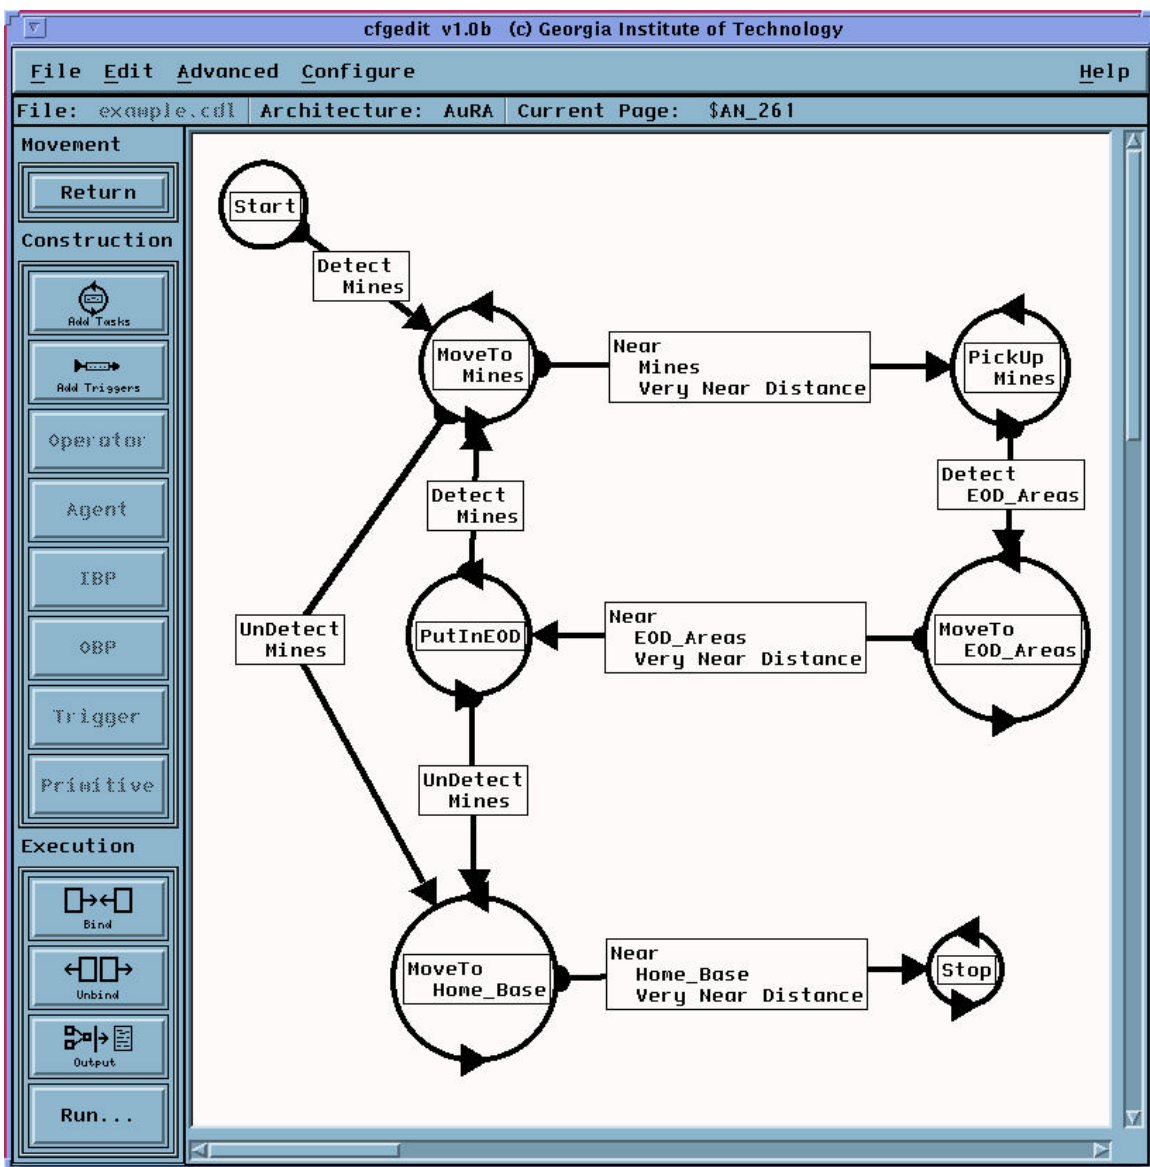 cfgedit v1.0b (c) Georgia Institute of Technology
File Edit Advanced Configure Help
File: example.cdl Architecture: AuRA Current Page: $AN_261
Movement
Return
Construction
Add Tasks
Add Triggers
Operator
Agent
IBP
OBP
Trigger
Primitive
Execution
Bind
Unbind
Output
Run...
Start
Detect
Mines
MoveTo
Mines
Near
Mines
Very Near Distance
PickUp
Mines
Detect
Mines
Detect
EOD_Areas
UnDetect
Mines
PutInEOD
Near
EOD_Areas
Very Near Distance
MoveTo
EOD_Areas
UnDetect
Mines
MoveTo
Home_Base
Near
Home_Base
Very Near Distance
Stop